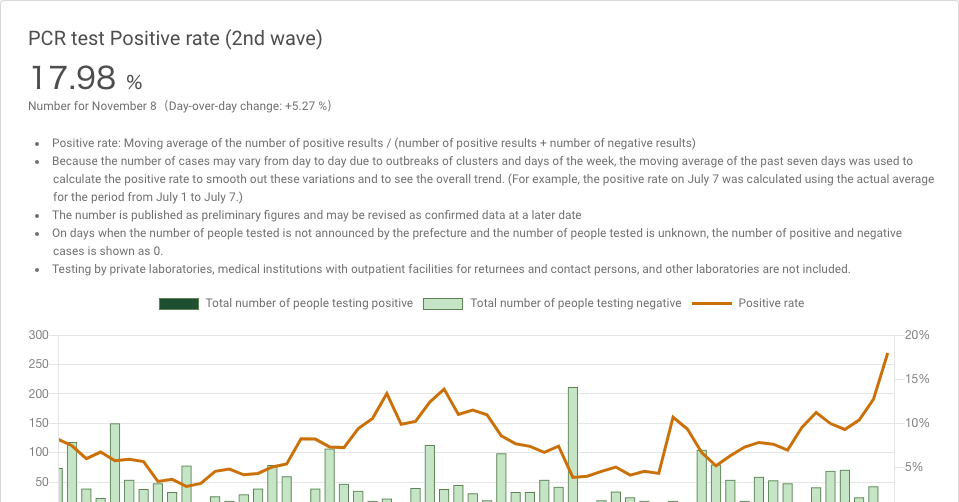 PCR test Positive rate (2nd wave)
17.98 %
Number for November 8（Day-over-day change: +5.27 %）
• Positive rate: Moving average of the number of positive results / (number of positive results + number of negative results)
• Because the number of cases may vary from day to day due to outbreaks of clusters and days of the week, the moving average of the past seven days was used to
calculate the positive rate to smooth out these variations and to see the overall trend. (For example, the positive rate on July 7 was calculated using the actual average
for the period from July 1 to July 7.)
• The number is published as preliminary figures and may be revised as confirmed data at a later date
• On days when the number of people tested is not announced by the prefecture and the number of people tested is unknown, the number of positive and negative
cases is shown as 0.
• Testing by private laboratories, medical institutions with outpatient facilities for returnees and contact persons, and other laboratories are not included.
Total number of people testing positive Total number of people testing negative Positive rate
300 20%
250
200 15%
150 10%
100
50 5%